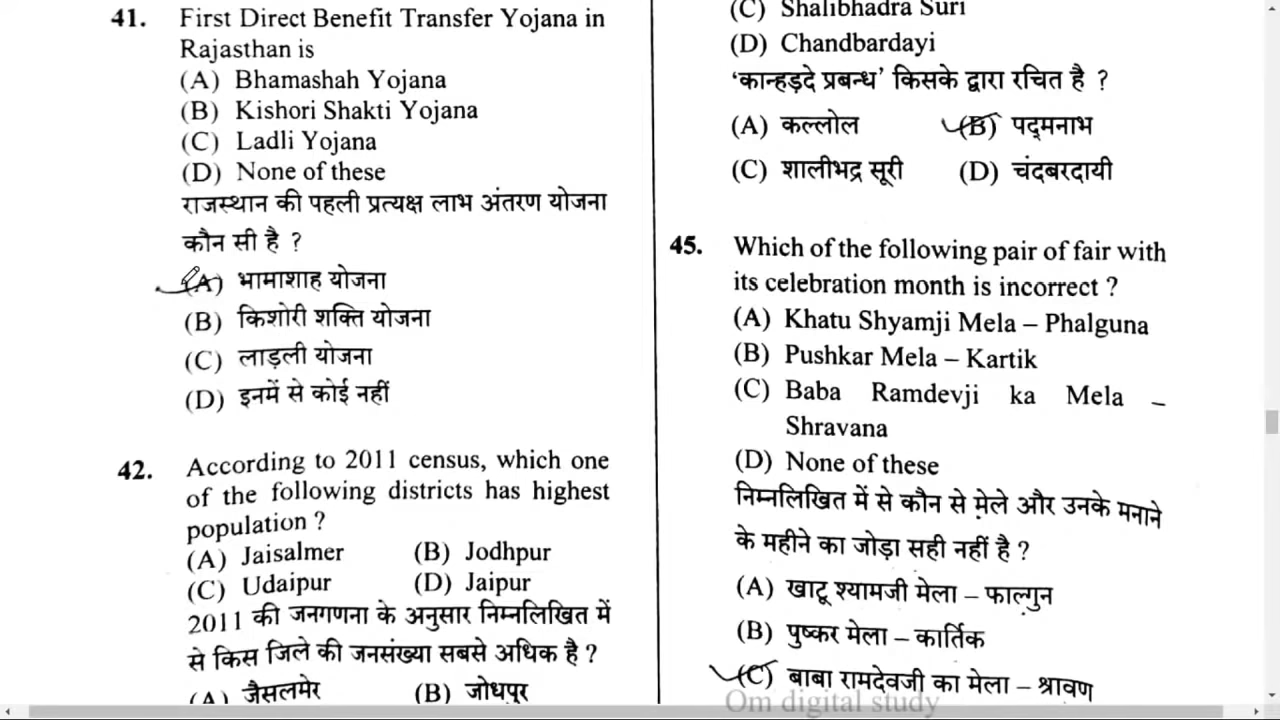 41. First Direct Benefit Transfer Yojana in
Rajasthan is
(A) Bhamashah Yojana
(B) Kishori Shakti Yojana
(C) Ladli Yojana
(D) None of these
राजस्थान की पहली प्रत्यक्ष लाभ अंतरण योजना
कौन सी है ?
(A) भामाशाह योजना
(B) किशोरी शक्ति योजना
(C) लाड़ली योजना
(D) इनमें से कोई नहीं
42. According to 2011 census, which one
of the following districts has highest
population ?
(A) Jaisalmer (B) Jodhpur
(C) Udaipur (D) Jaipur
2011 की जनगणना के अनुसार निम्नलिखित में
से किस जिले की जनसंख्या सबसे अधिक है ?
(A) जैसलमेर (B) जोधपुर
(C) Shalibhadra Suri
(D) Chandbardayi
‘कान्हड़दे प्रबन्ध’ किसके द्वारा रचित है ?
(A) कल्लोल (B) पद्मनाभ
(C) शालीभद्र सूरी (D) चंदबरदायी
45. Which of the following pair of fair with
its celebration month is incorrect ?
(A) Khatu Shyamji Mela – Phalguna
(B) Pushkar Mela – Kartik
(C) Baba Ramdevji ka Mela –
Shravana
(D) None of these
निम्नलिखित में से कौन से मेले और उनके मनाने
के महीने का जोड़ा सही नहीं है ?
(A) खाटू श्यामजी मेला – फाल्गुन
(B) पुष्कर मेला – कार्तिक
(C) बाबा रामदेवजी का मेला – श्रावण
Om digital study